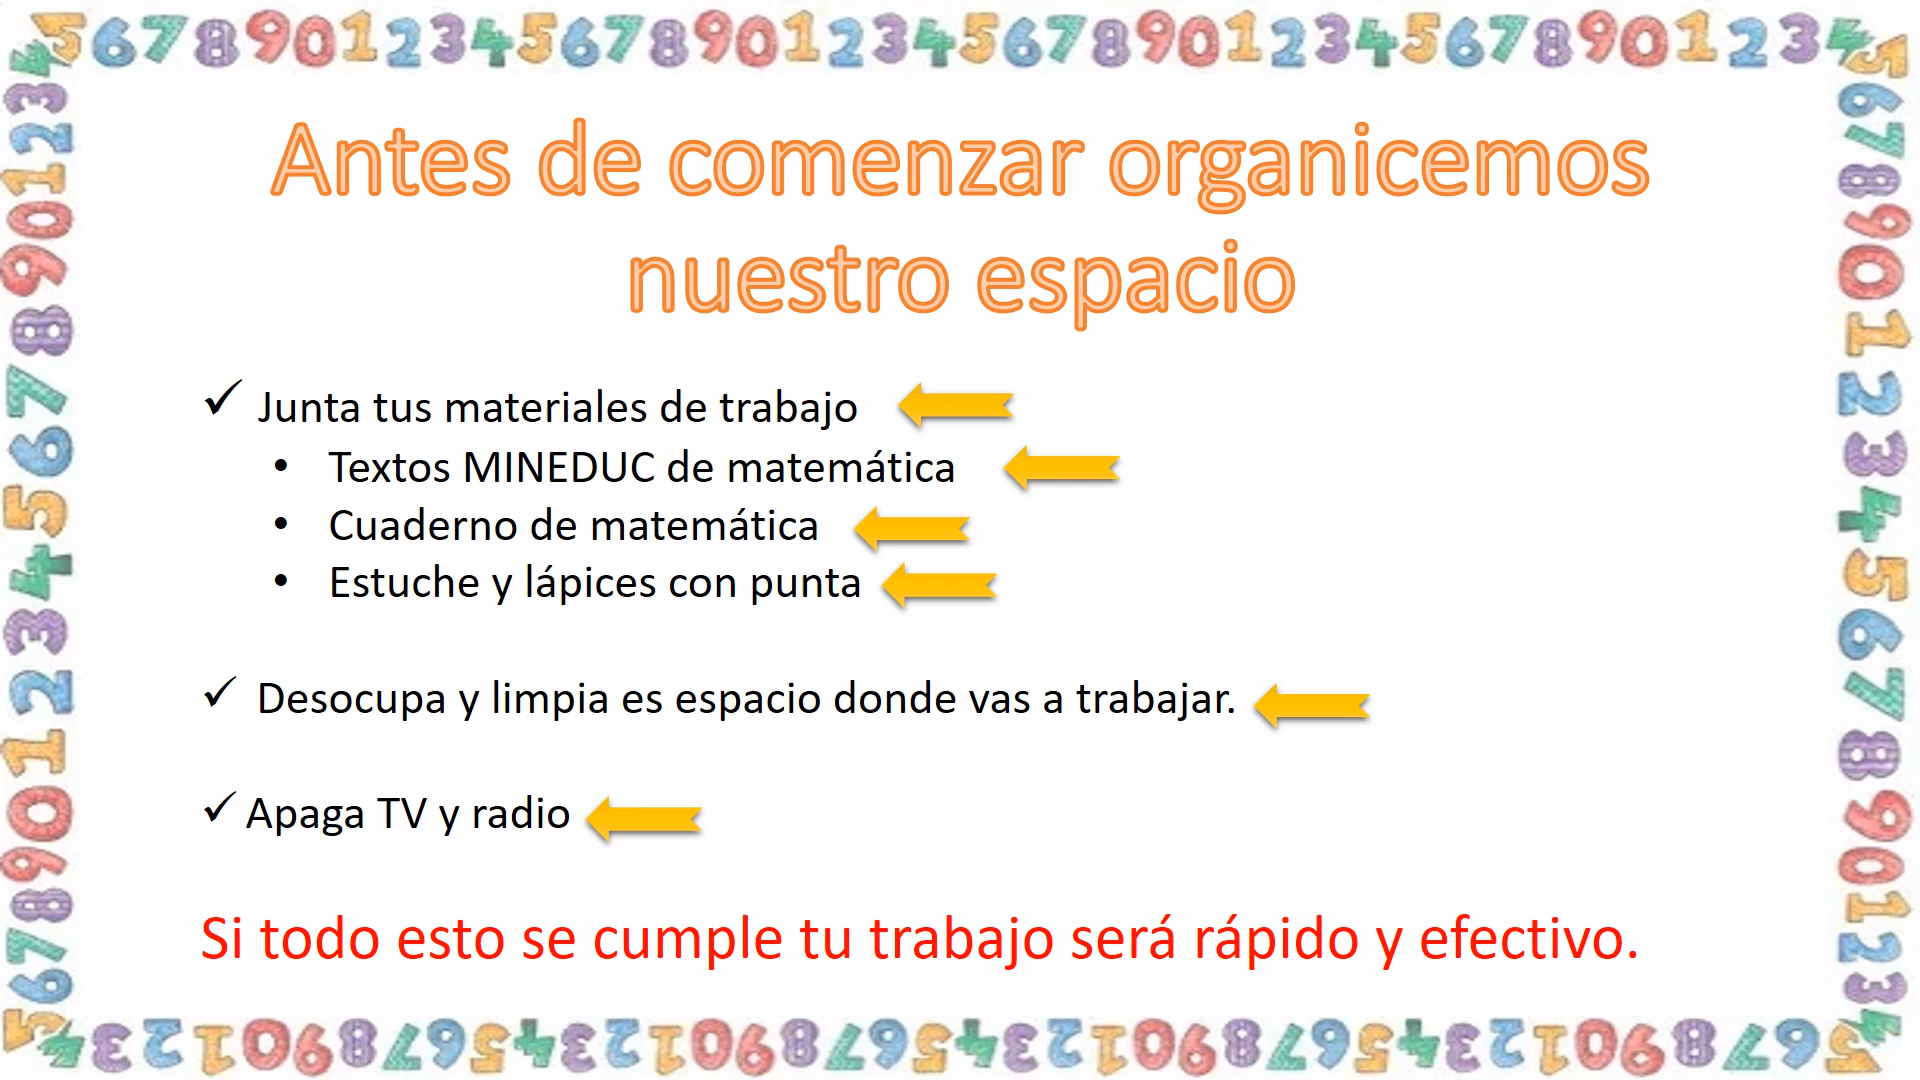 Antes de comenzar organicemos
nuestro espacio
✓ Junta tus materiales de trabajo
• Textos MINEDUC de matemática
• Cuaderno de matemática
• Estuche y lápices con punta
✓ Desocupa y limpia es espacio donde vas a trabajar.
✓ Apaga TV y radio
Si todo esto se cumple tu trabajo será rápido y efectivo.